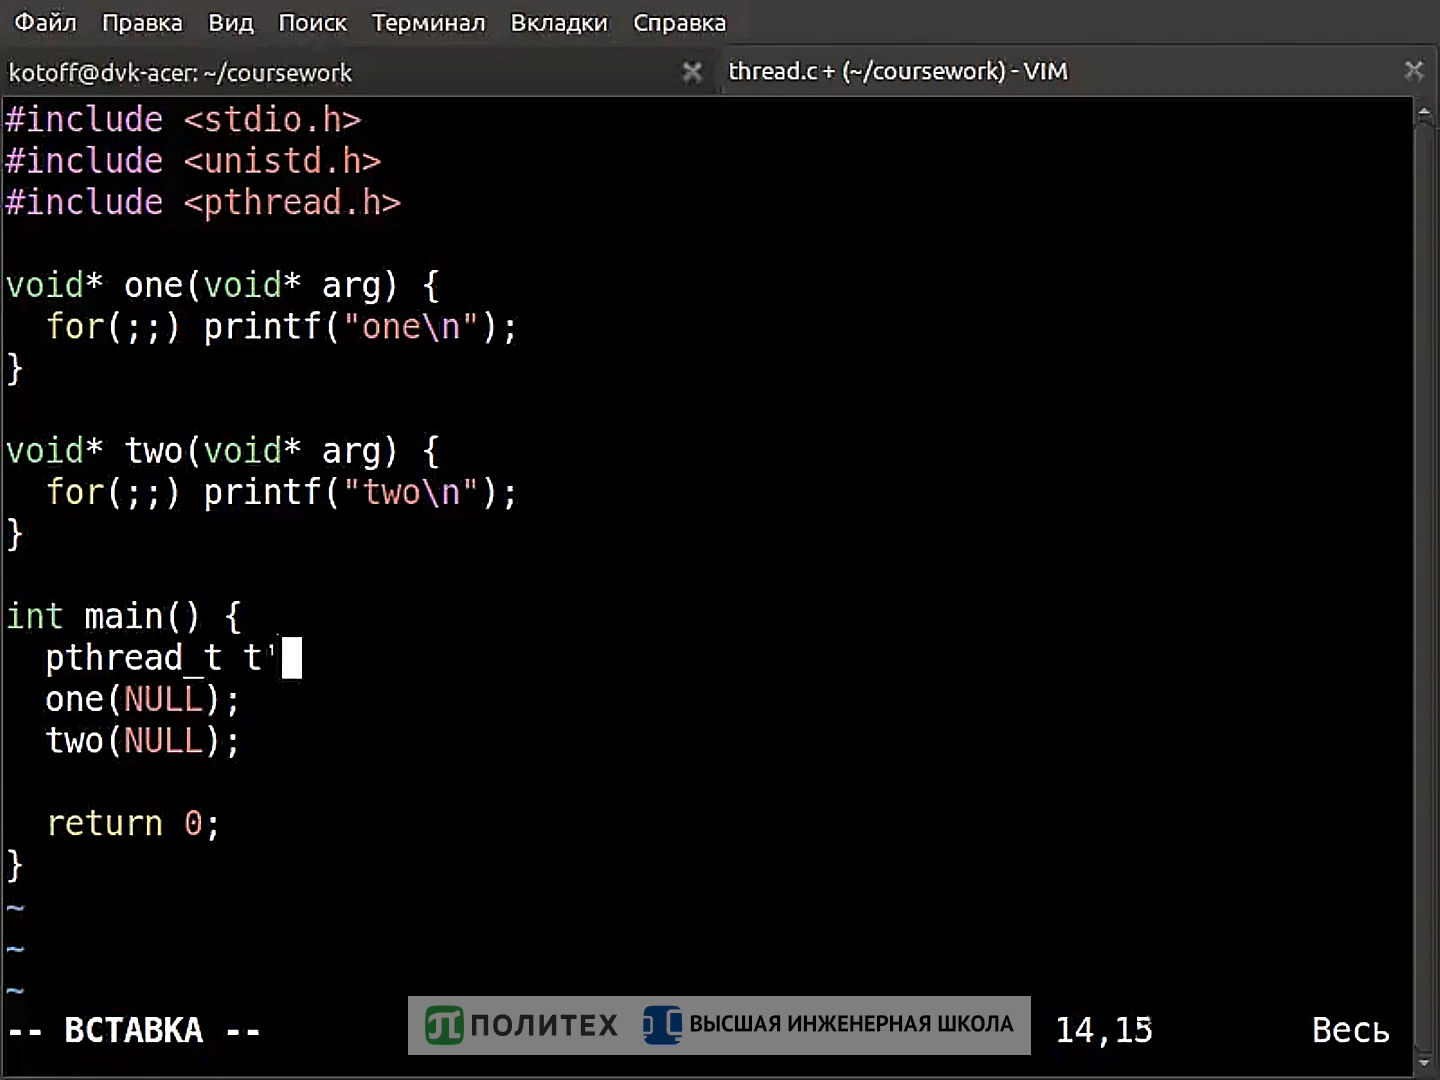 Файл Правка Вид Поиск Терминал Вкладки Справка
kotoff@dvk-acer: ~/coursework
thread.c + (~/coursework) - VIM
#include <stdio.h>
#include <unistd.h>
#include <pthread.h>
void* one(void* arg) {
  for(;;) printf("one\n");
}
void* two(void* arg) {
  for(;;) printf("two\n");
}
int main() {
  pthread_t t
  one(NULL);
  two(NULL);
  return 0;
}
~
~
~
-- ВСТАВКА --
ПОЛИТЕХ
ВЫСШАЯ ИНЖЕНЕРНАЯ ШКОЛА
14,15
Весь